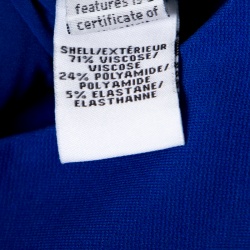 features is a
certificate of
SHELL/EXTÉRIEUR
71% VISCOSE/
VISCOSE
24% POLYAMIDE/
POLYAMIDE
5% ELASTANE/
ELASTHANNE